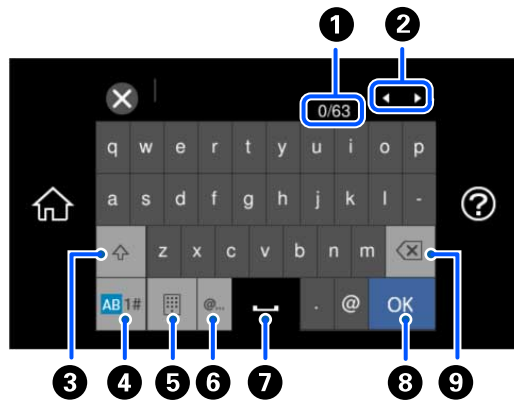 1 2
0/63
q w e r t y u i o p
a s d f g h j k l -
z x c v b n m
AB 1# @... . @ OK
3 4 5 6 7 8 9